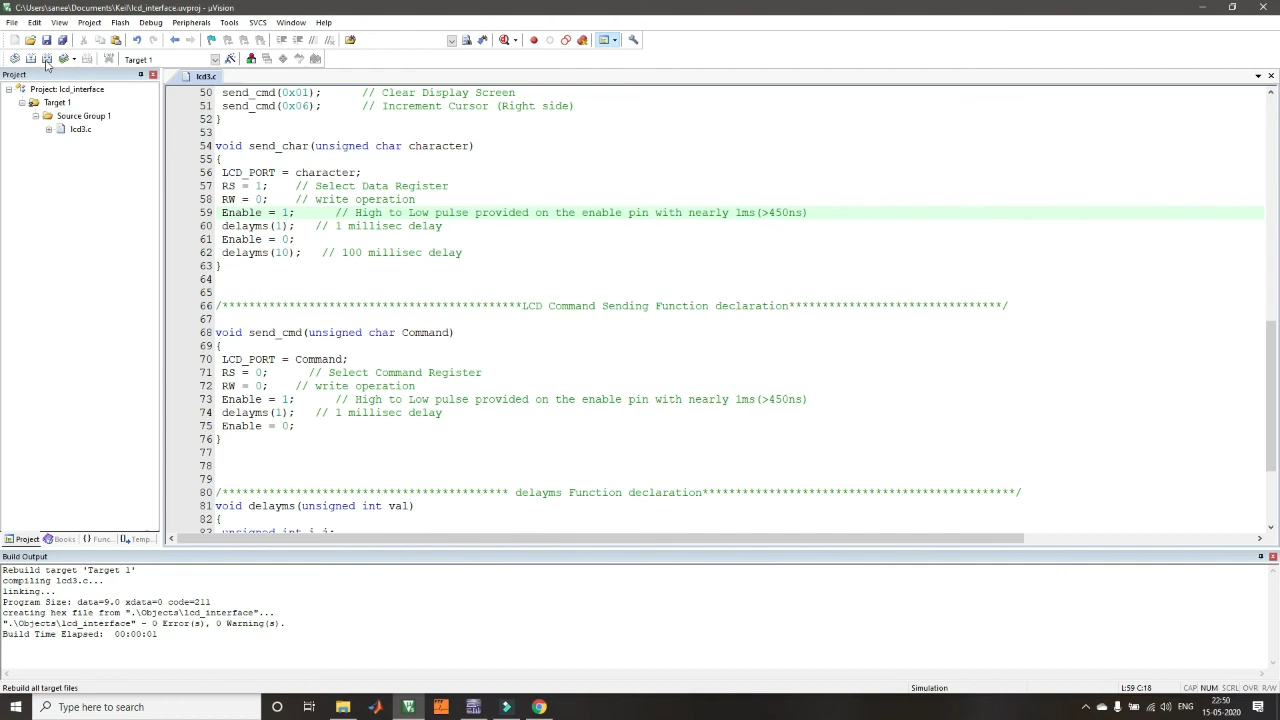 C:\Users\sanee\Documents\Keil\lcd_interface.uvproj - µVision
File Edit View Project Flash Debug Peripherals Tools SVCS Window Help
Target 1
Project
lcd3.c
Project: lcd_interface
Target 1
Source Group 1
lcd3.c
50 send_cmd(0x01); // Clear Display Screen
51 send_cmd(0x06); // Increment Cursor (Right side)
52 }
53
54 void send_char(unsigned char character)
55 {
56 LCD_PORT = character;
57 RS = 1; // Select Data Register
58 RW = 0; // write operation
59 Enable = 1; // High to Low pulse provided on the enable pin with nearly 1ms(>450ns)
60 delayms(1); // 1 millisec delay
61 Enable = 0;
62 delayms(10); // 100 millisec delay
63 }
64
65
66 /*********************************************LCD Command Sending Function declaration********************************/
67
68 void send_cmd(unsigned char Command)
69 {
70 LCD_PORT = Command;
71 RS = 0; // Select Command Register
72 RW = 0; // write operation
73 Enable = 1; // High to Low pulse provided on the enable pin with nearly 1ms(>450ns)
74 delayms(1); // 1 millisec delay
75 Enable = 0;
76 }
77
78
79
80 /******************************************* delayms Function declaration***********************************************/
81 void delayms(unsigned int val)
82 {
83 unsigned int i,j;
Project Books {} Func... Temp...
Build Output
Rebuild target 'Target 1'
compiling lcd3.c...
linking...
Program Size: data=9.0 xdata=0 code=211
creating hex file from ".\Objects\lcd_interface"...
".\Objects\lcd_interface" - 0 Error(s), 0 Warning(s).
Build Time Elapsed: 00:00:01
Rebuild all target files Simulation L:59 C:18 CAP NUM SCRL OVR R/W
Type here to search
ENG
22:50
15-05-2020